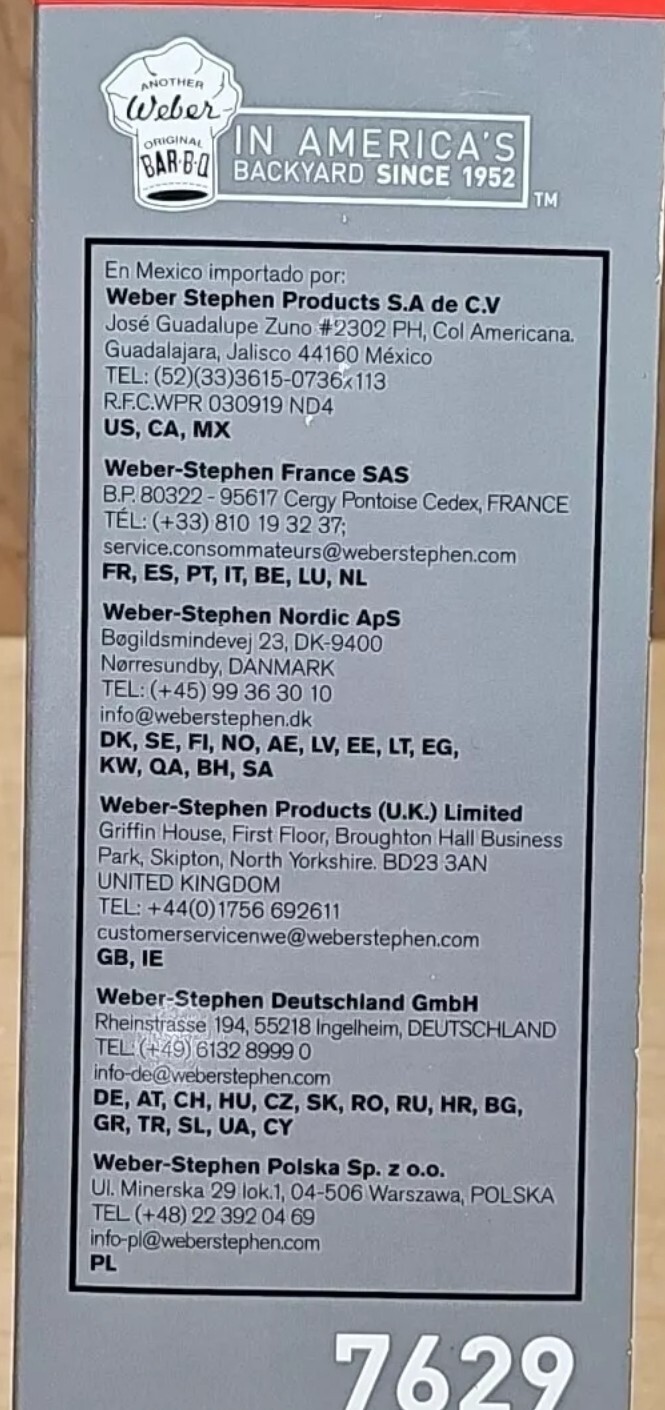 ANOTHER
Weber
ORIGINAL
BAR-B-Q
IN AMERICA'S
BACKYARD SINCE 1952
TM
En Mexico importado por:
Weber Stephen Products S.A de C.V
José Guadalupe Zuno #2302 PH, Col Americana.
Guadalajara, Jalisco 44160 México
TEL: (52)(33)3615-0736x113
R.F.C.WPR 030919 ND4
US, CA, MX
Weber-Stephen France SAS
B.P. 80322 - 95617 Cergy Pontoise Cedex, FRANCE
TÉL: (+33) 810 19 32 37;
service.consommateurs@weberstephen.com
FR, ES, PT, IT, BE, LU, NL
Weber-Stephen Nordic ApS
Bøgildsmindevej 23, DK-9400
Nørresundby, DANMARK
TEL: (+45) 99 36 30 10
info@weberstephen.dk
DK, SE, FI, NO, AE, LV, EE, LT, EG,
KW, QA, BH, SA
Weber-Stephen Products (U.K.) Limited
Griffin House, First Floor, Broughton Hall Business
Park, Skipton, North Yorkshire. BD23 3AN
UNITED KINGDOM
TEL: +44(0)1756 692611
customerservicenwe@weberstephen.com
GB, IE
Weber-Stephen Deutschland GmbH
Rheinstrasse 194, 55218 Ingelheim, DEUTSCHLAND
TEL: (+49) 6132 8999 0
info-de@weberstephen.com
DE, AT, CH, HU, CZ, SK, RO, RU, HR, BG,
GR, TR, SL, UA, CY
Weber-Stephen Polska Sp. z o.o.
Ul. Minerska 29 lok.1, 04-506 Warszawa, POLSKA
TEL (+48) 22 392 04 69
info-pl@weberstephen.com
PL
7629